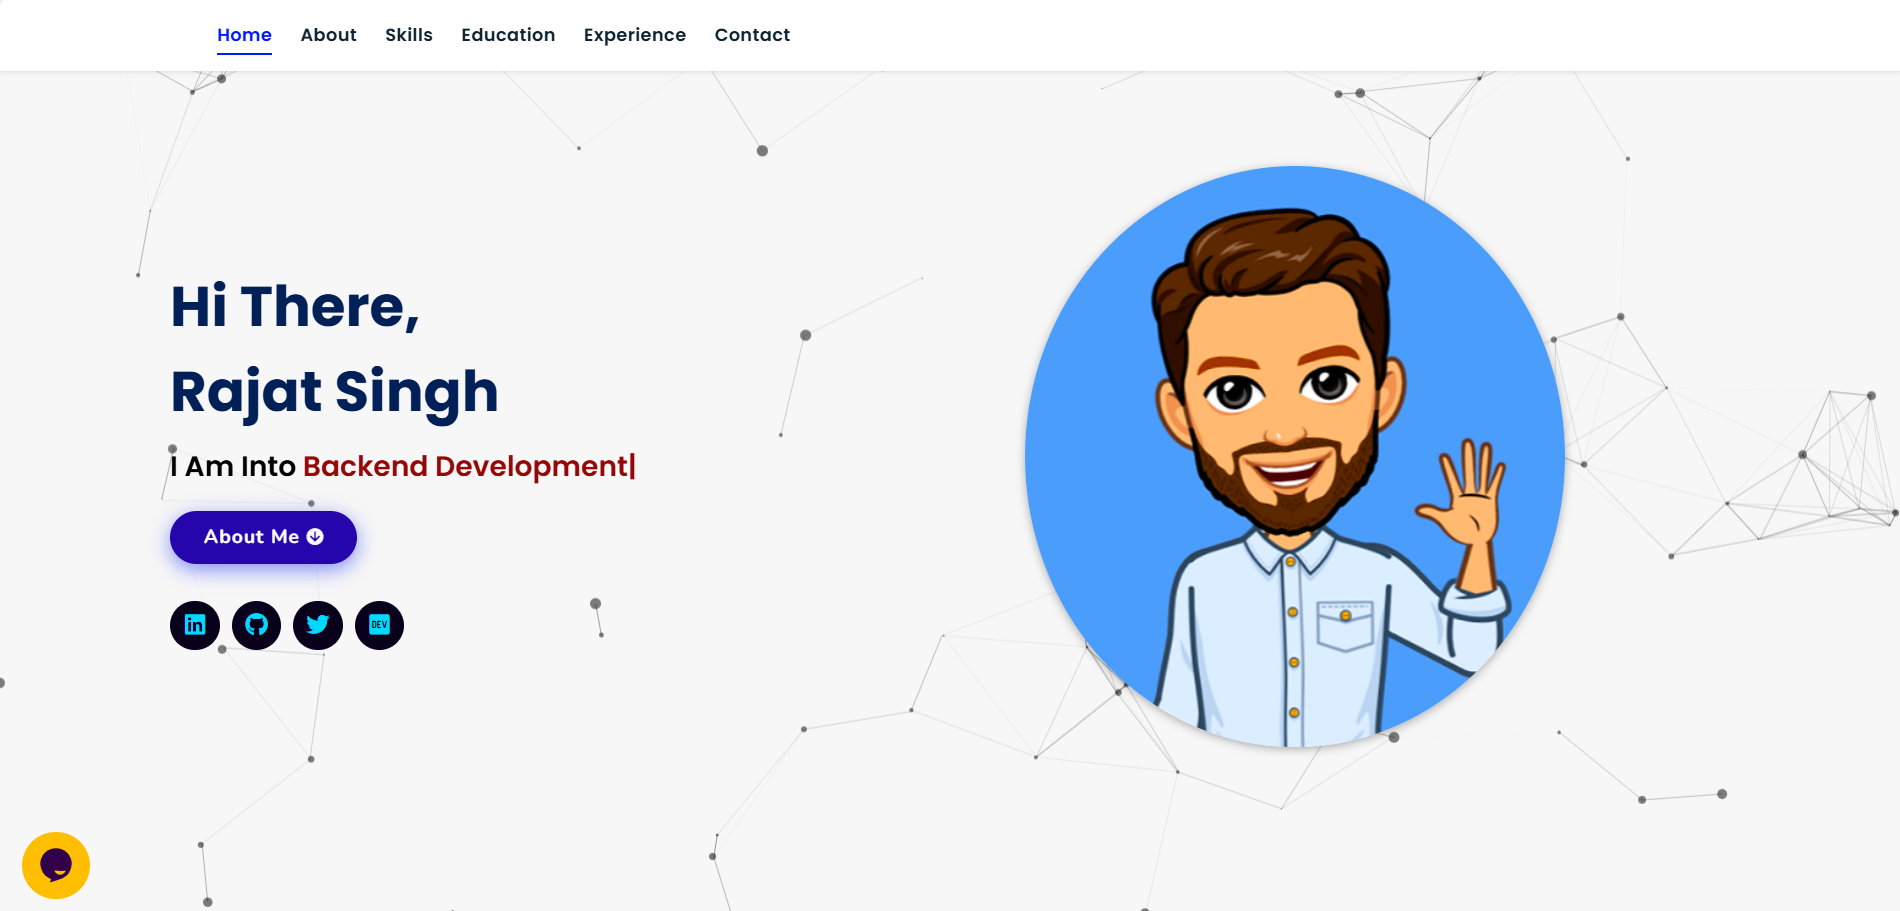 Home About Skills Education Experience Contact
Hi There,
Rajat Singh
I Am Into Backend Development|
About Me
DEV